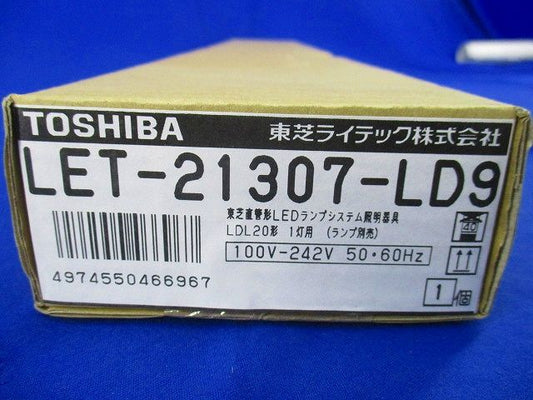 TOSHIBA 東芝ライテック株式会社
LET-21307-LD9
東芝直管形LEDランプシステム照明器具
LDL20形 1灯用 (ランプ別売)
100V-242V 50・60Hz
4974550466967
1個